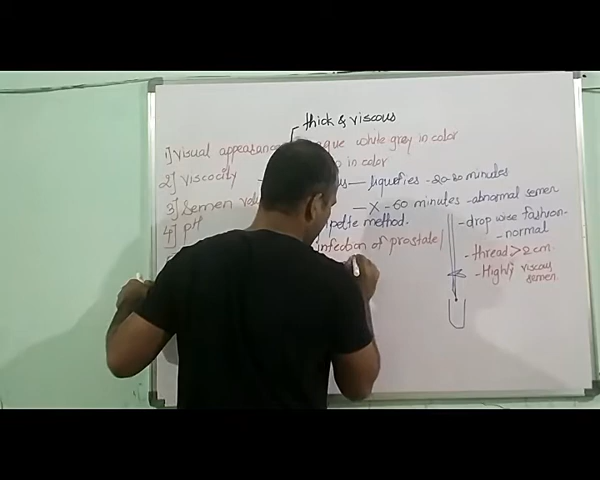 thick & viscous
1] Visual appearance
opaque white grey in color
in color
2] Viscocity
liquefies - 20-30 minutes
3] Semen
- X - 60 minutes - abnormal semen
4] pH
pipette method.
- drop wise fashion -
- normal
infection of prostate
- thread > 2 cm.
- Highly viscous
semen.